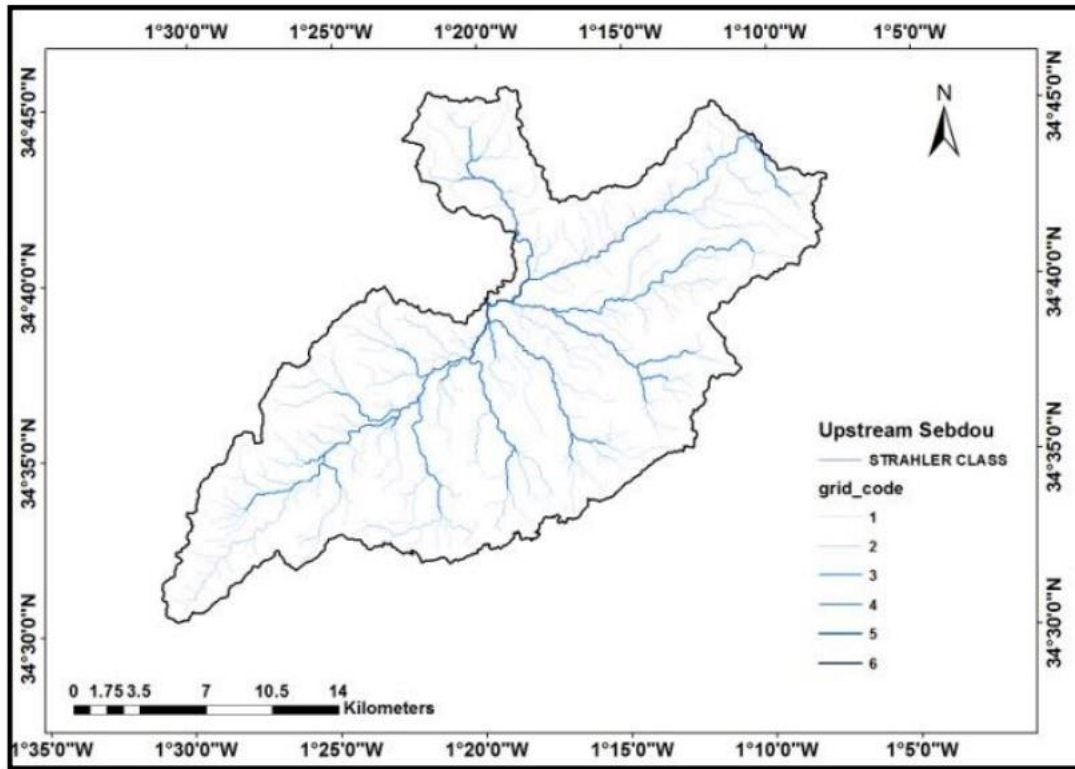 1°30'0"W 1°25'0"W 1°20'0"W 1°15'0"W 1°10'0"W 1°5'0"W
34°45'0"N
34°40'0"N
34°35'0"N
34°30'0"N
N
34°45'0"N
34°40'0"N
34°35'0"N
34°30'0"N
Upstream Sebdou
STRAHLER CLASS
grid_code
1
2
3
4
5
6
0 1.75 3.5 7 10.5 14
Kilometers
1°35'0"W 1°30'0"W 1°25'0"W 1°20'0"W 1°15'0"W 1°10'0"W 1°5'0"W